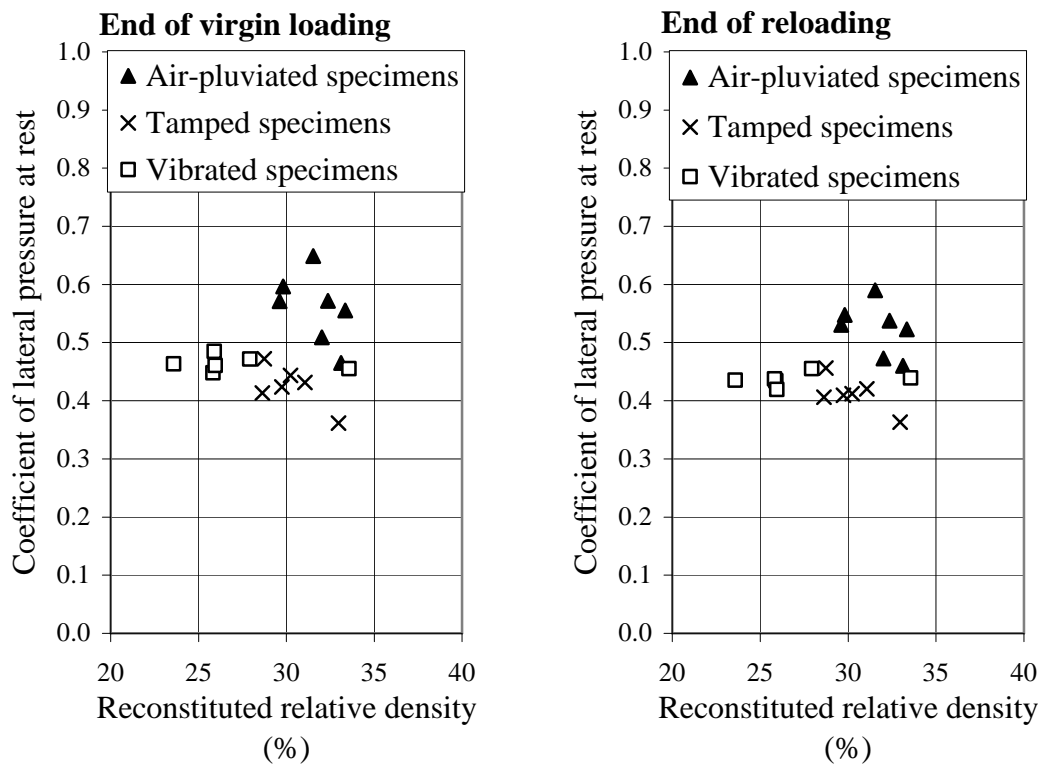 End of virgin loading
Coefficient of lateral pressure at rest
1.0
0.9
0.8
0.7
0.6
0.5
0.4
0.3
0.2
0.1
0.0
Air-pluviated specimens
Tamped specimens
Vibrated specimens
20 25 30 35 40
Reconstituted relative density
(%)
End of reloading
Coefficient of lateral pressure at rest
1.0
0.9
0.8
0.7
0.6
0.5
0.4
0.3
0.2
0.1
0.0
Air-pluviated specimens
Tamped specimens
Vibrated specimens
20 25 30 35 40
Reconstituted relative density
(%)